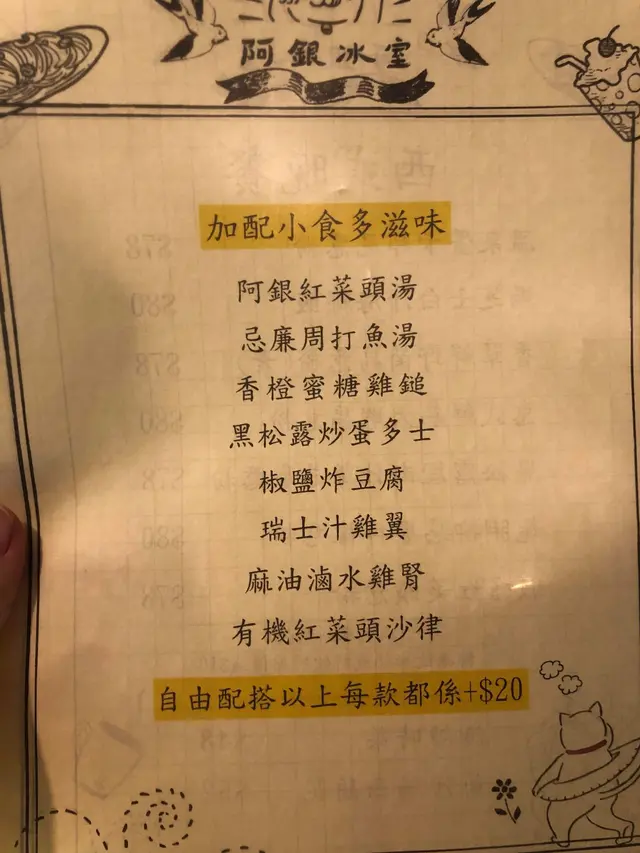 阿銀冰室
加配小食多滋味
阿銀紅菜頭湯
忌廉周打魚湯
香橙蜜糖雞鎚
黑松露炒蛋多士
椒鹽炸豆腐
瑞士汁雞翼
麻油滷水雞腎
有機紅菜頭沙律
自由配搭以上每款都係+$20